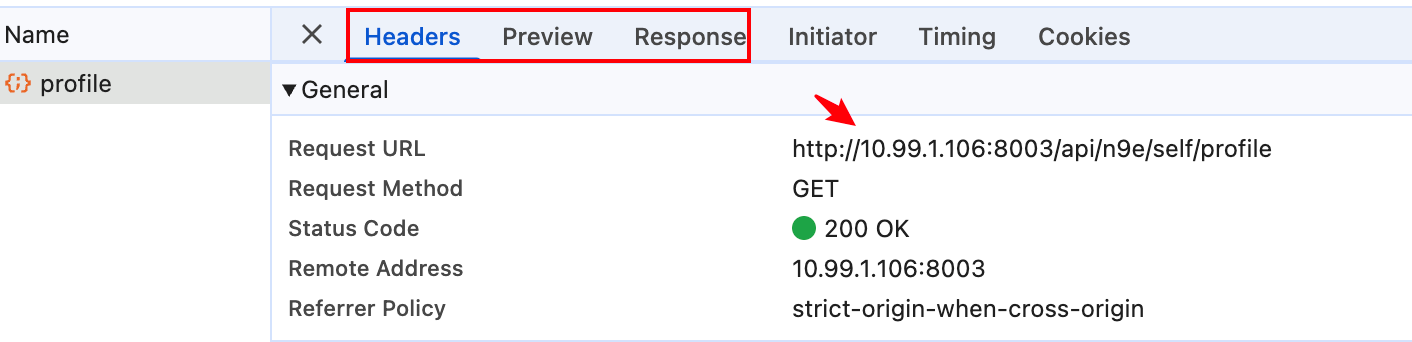 Name
Headers Preview Response Initiator Timing Cookies
profile
General
Request URL http://10.99.1.106:8003/api/n9e/self/profile
Request Method GET
Status Code 200 OK
Remote Address 10.99.1.106:8003
Referrer Policy strict-origin-when-cross-origin